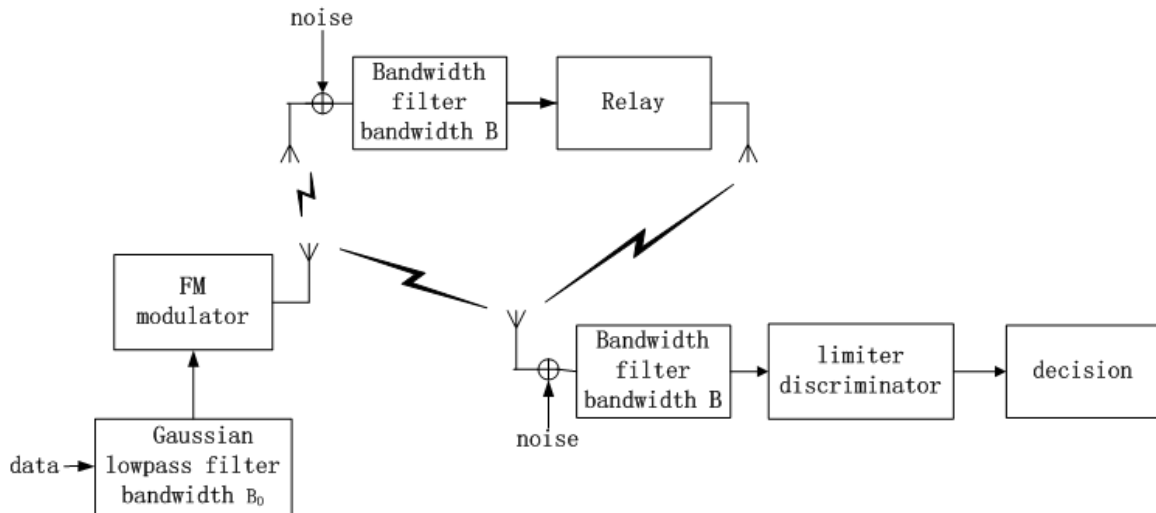 noise
Bandwidth
filter
bandwidth B
Relay
FM
modulator
Bandwidth
filter
bandwidth B
limiter
discriminator
decision
noise
data
Gaussian
lowpass filter
bandwidth B₀